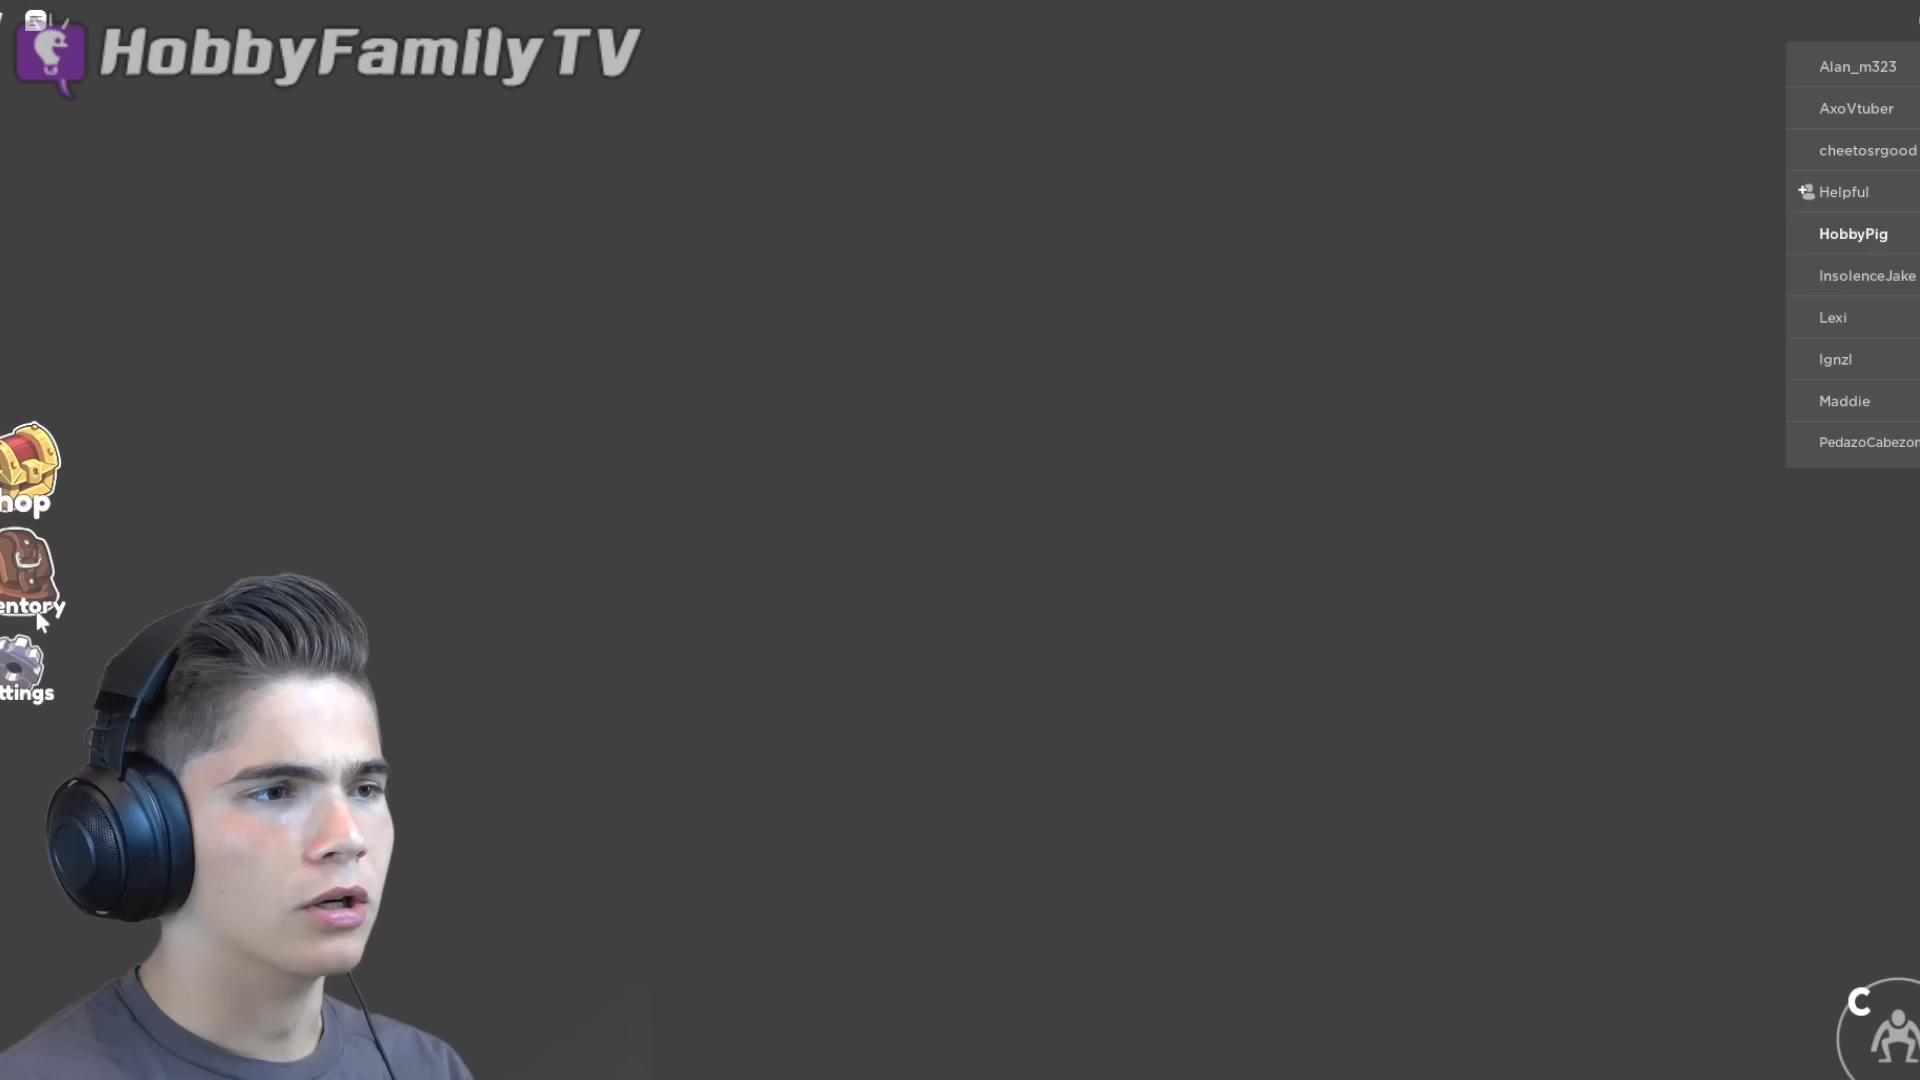 HobbyFamilyTV
Alan_m323
AxoVtuber
cheetosrgood
Helpful
HobbyPig
InsolenceJake
Lexi
Ignzl
Maddie
PedazoCabezon
hop
entory
ttings
C